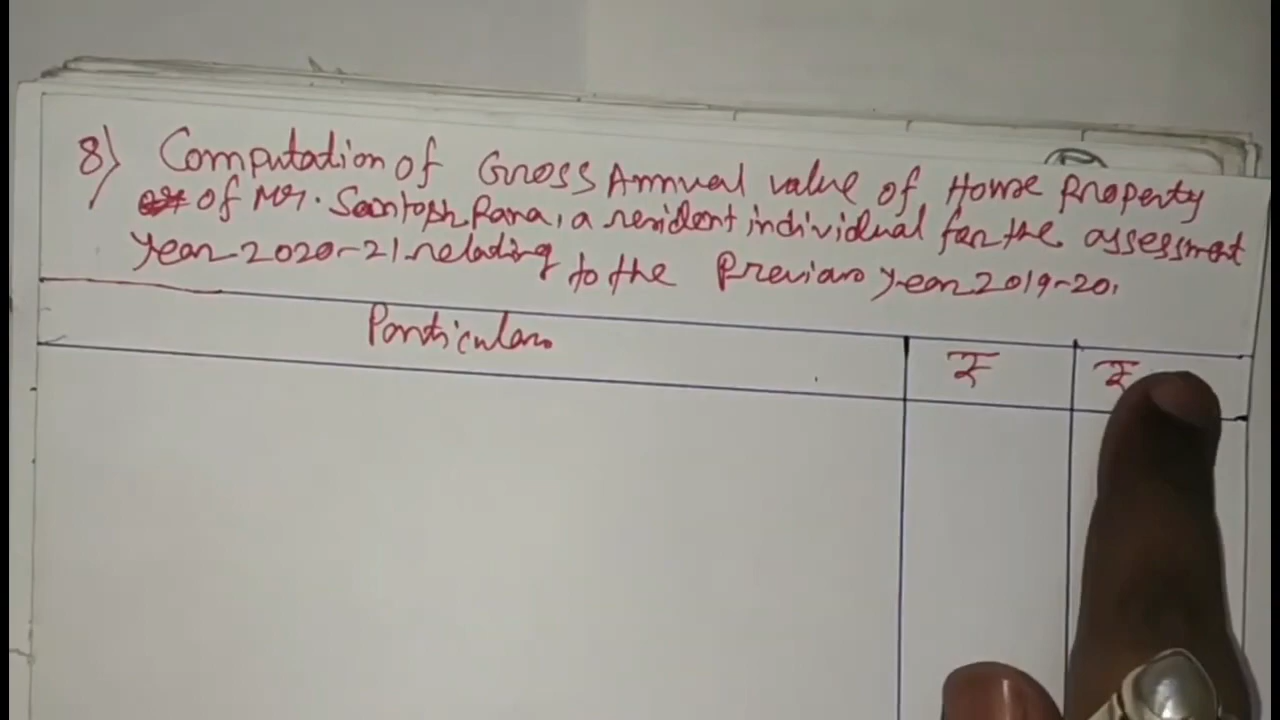 8) Computation of Gross Annual value of House Property
of Mr. Santosh Rana, a resident individual for the assessment
year 2020-21 relating to the Previous year 2019-20.
Particulars ₹ ₹